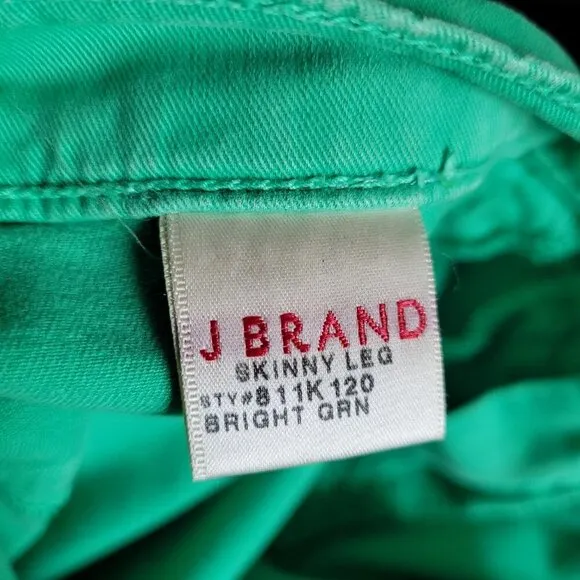 J BRAND
SKINNY LEG
STY#811K120
BRIGHT GRN